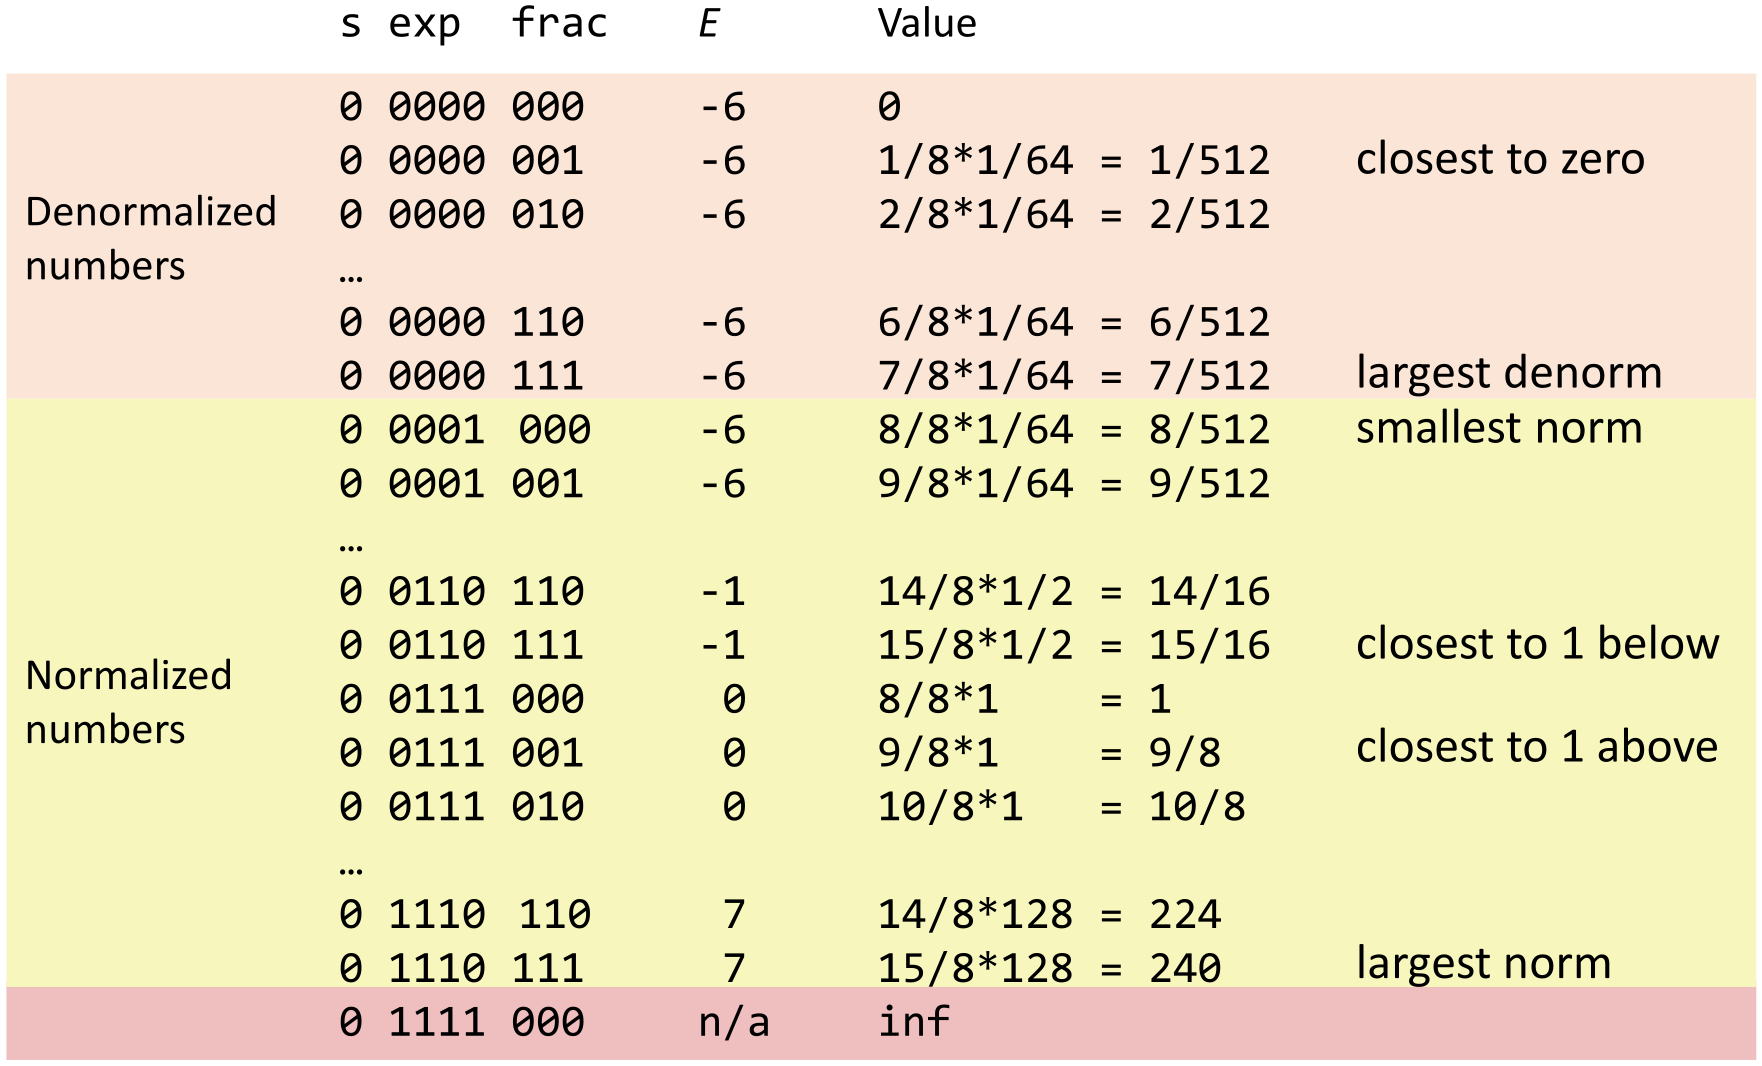 s exp frac E Value
0 0000 000 -6 0
0 0000 001 -6 1/8*1/64 = 1/512 closest to zero
Denormalized
0 0000 010 -6 2/8*1/64 = 2/512
numbers
…
0 0000 110 -6 6/8*1/64 = 6/512
0 0000 111 -6 7/8*1/64 = 7/512 largest denorm
0 0001 000 -6 8/8*1/64 = 8/512 smallest norm
0 0001 001 -6 9/8*1/64 = 9/512
…
0 0110 110 -1 14/8*1/2 = 14/16
0 0110 111 -1 15/8*1/2 = 15/16 closest to 1 below
Normalized
0 0111 000 0 8/8*1 = 1
numbers
0 0111 001 0 9/8*1 = 9/8 closest to 1 above
0 0111 010 0 10/8*1 = 10/8
…
0 1110 110 7 14/8*128 = 224
0 1110 111 7 15/8*128 = 240 largest norm
0 1111 000 n/a inf